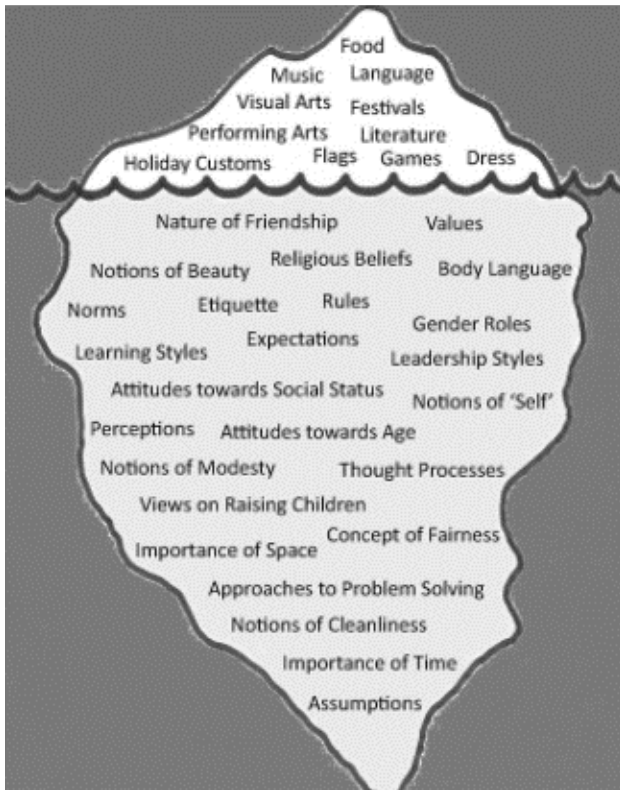 Food
Music Language
Visual Arts Festivals
Performing Arts Literature
Holiday Customs Flags Games Dress
Nature of Friendship Values
Notions of Beauty Religious Beliefs Body Language
Norms Etiquette Rules
Expectations Gender Roles
Learning Styles Leadership Styles
Attitudes towards Social Status Notions of ‘Self’
Perceptions Attitudes towards Age
Notions of Modesty Thought Processes
Views on Raising Children
Importance of Space Concept of Fairness
Approaches to Problem Solving
Notions of Cleanliness
Importance of Time
Assumptions